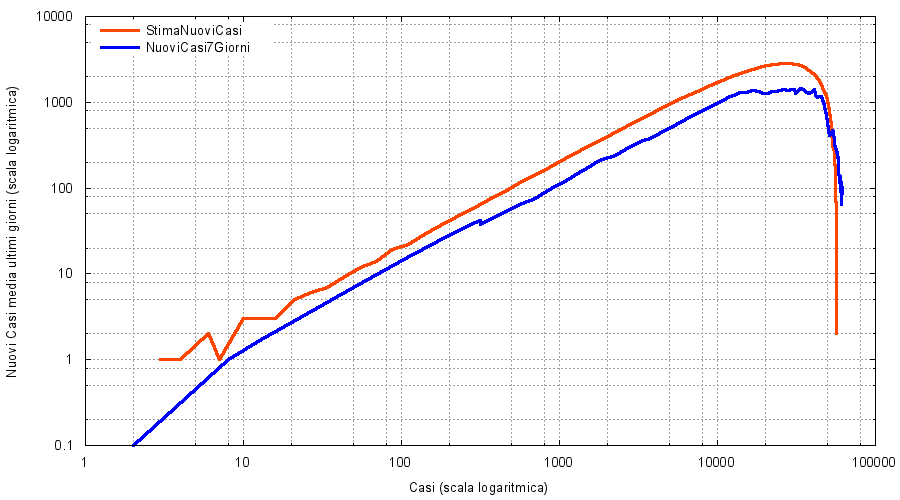 10000
1000
100
10
1
0.1
Nuovi Casi media ultimi giorni (scala logaritmica)
StimaNuoviCasi
NuoviCasi7Giorni
1 10 100 1000 10000 100000
Casi (scala logaritmica)